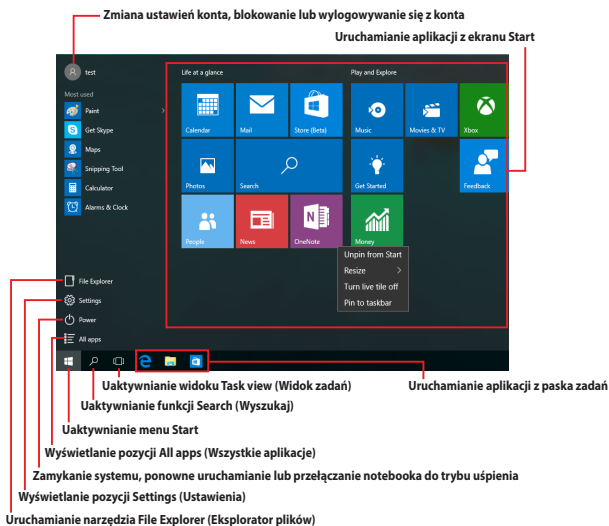 Zmiana ustawień konta, blokowanie lub wylogowywanie się z konta
Uruchamianie aplikacji z ekranu Start
test
Life at a glance
Play and Explore
Most used
Paint
Get Skype
Maps
Snipping Tool
Calculator
Alarms & Clock
Calendar
Mail
Store (Beta)
Music
Movies & TV
Xbox
Photos
Search
Get Started
Feedback
People
News
OneNote
Money
Unpin from Start
Resize
Turn live tile off
Pin to taskbar
File Explorer
Settings
Power
All apps
Uaktywnianie widoku Task view (Widok zadań)
Uruchamianie aplikacji z paska zadań
Uaktywnianie funkcji Search (Wyszukaj)
Uaktywnianie menu Start
Wyświetlanie pozycji All apps (Wszystkie aplikacje)
Zamykanie systemu, ponowne uruchamianie lub przełączanie notebooka do trybu uśpienia
Wyświetlanie pozycji Settings (Ustawienia)
Uruchamianie narzędzia File Explorer (Eksplorator plików)